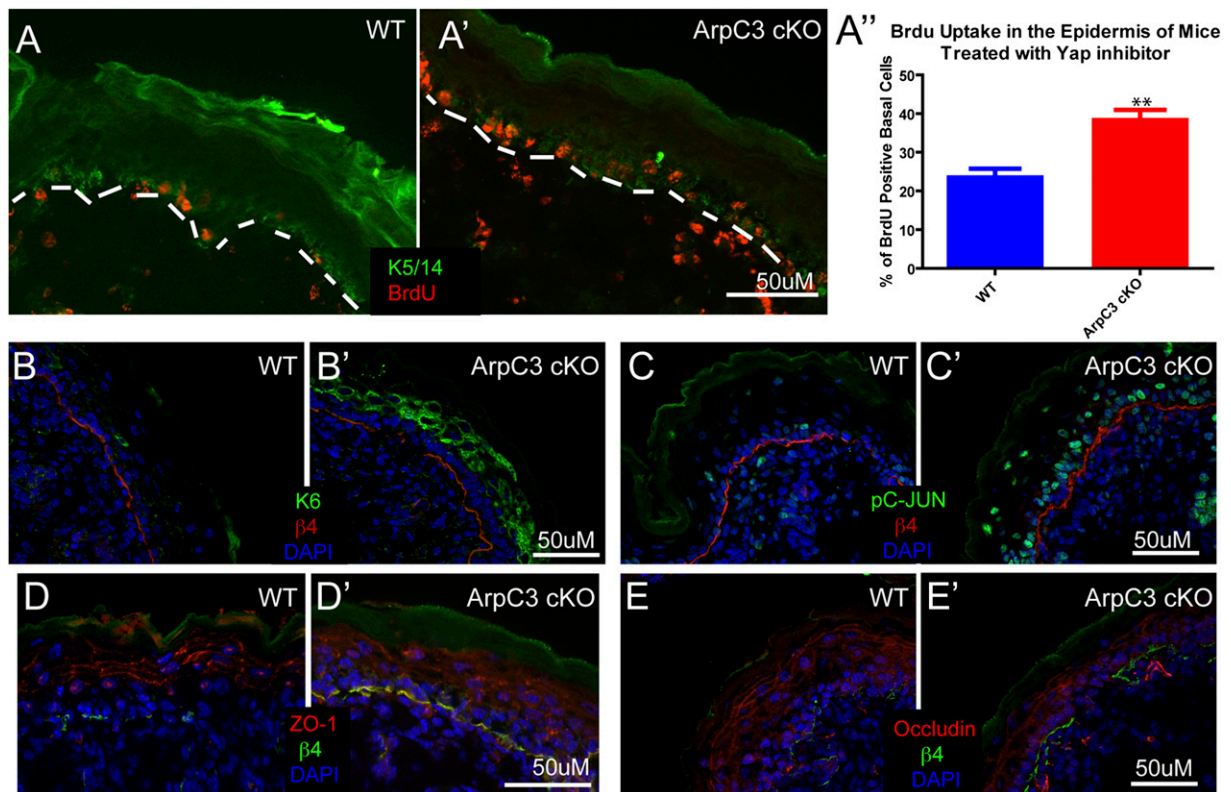 A
WT
A'
ArpC3 cKO
K5/14
BrdU
50uM
A''
Brdu Uptake in the Epidermis of Mice
Treated with Yap inhibitor
% of BrdU Positive Basal Cells
50
40
30
20
10
0
**
WT
ArpC3 cKO
B
WT
B'
ArpC3 cKO
K6
β4
DAPI
50uM
C
WT
C'
ArpC3 cKO
pC-JUN
β4
DAPI
50uM
D
WT
D'
ArpC3 cKO
ZO-1
β4
DAPI
50uM
E
WT
E'
ArpC3 cKO
Occludin
β4
DAPI
50uM